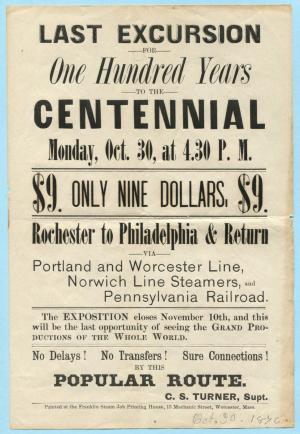 LAST EXCURSION
FOR
One Hundred Years
TO THE
CENTENNIAL
Monday, Oct. 30, at 4.30 P. M.
$9. ONLY NINE DOLLARS, $9.
Rochester to Philadelphia & Return
VIA
Portland and Worcester Line,
Norwich Line Steamers, and
Pennsylvania Railroad.
The EXPOSITION closes November 10th, and this
will be the last opportunity of seeing the GRAND PRO-
DUCTIONS OF THE WHOLE WORLD.
No Delays! No Transfers! Sure Connections!
BY THIS
POPULAR ROUTE.
C. S. TURNER, Supt.
Printed at the Franklin Steam Job Printing House, 15 Mechanic Street, Worcester, Mass.
Oct. 30. 1876